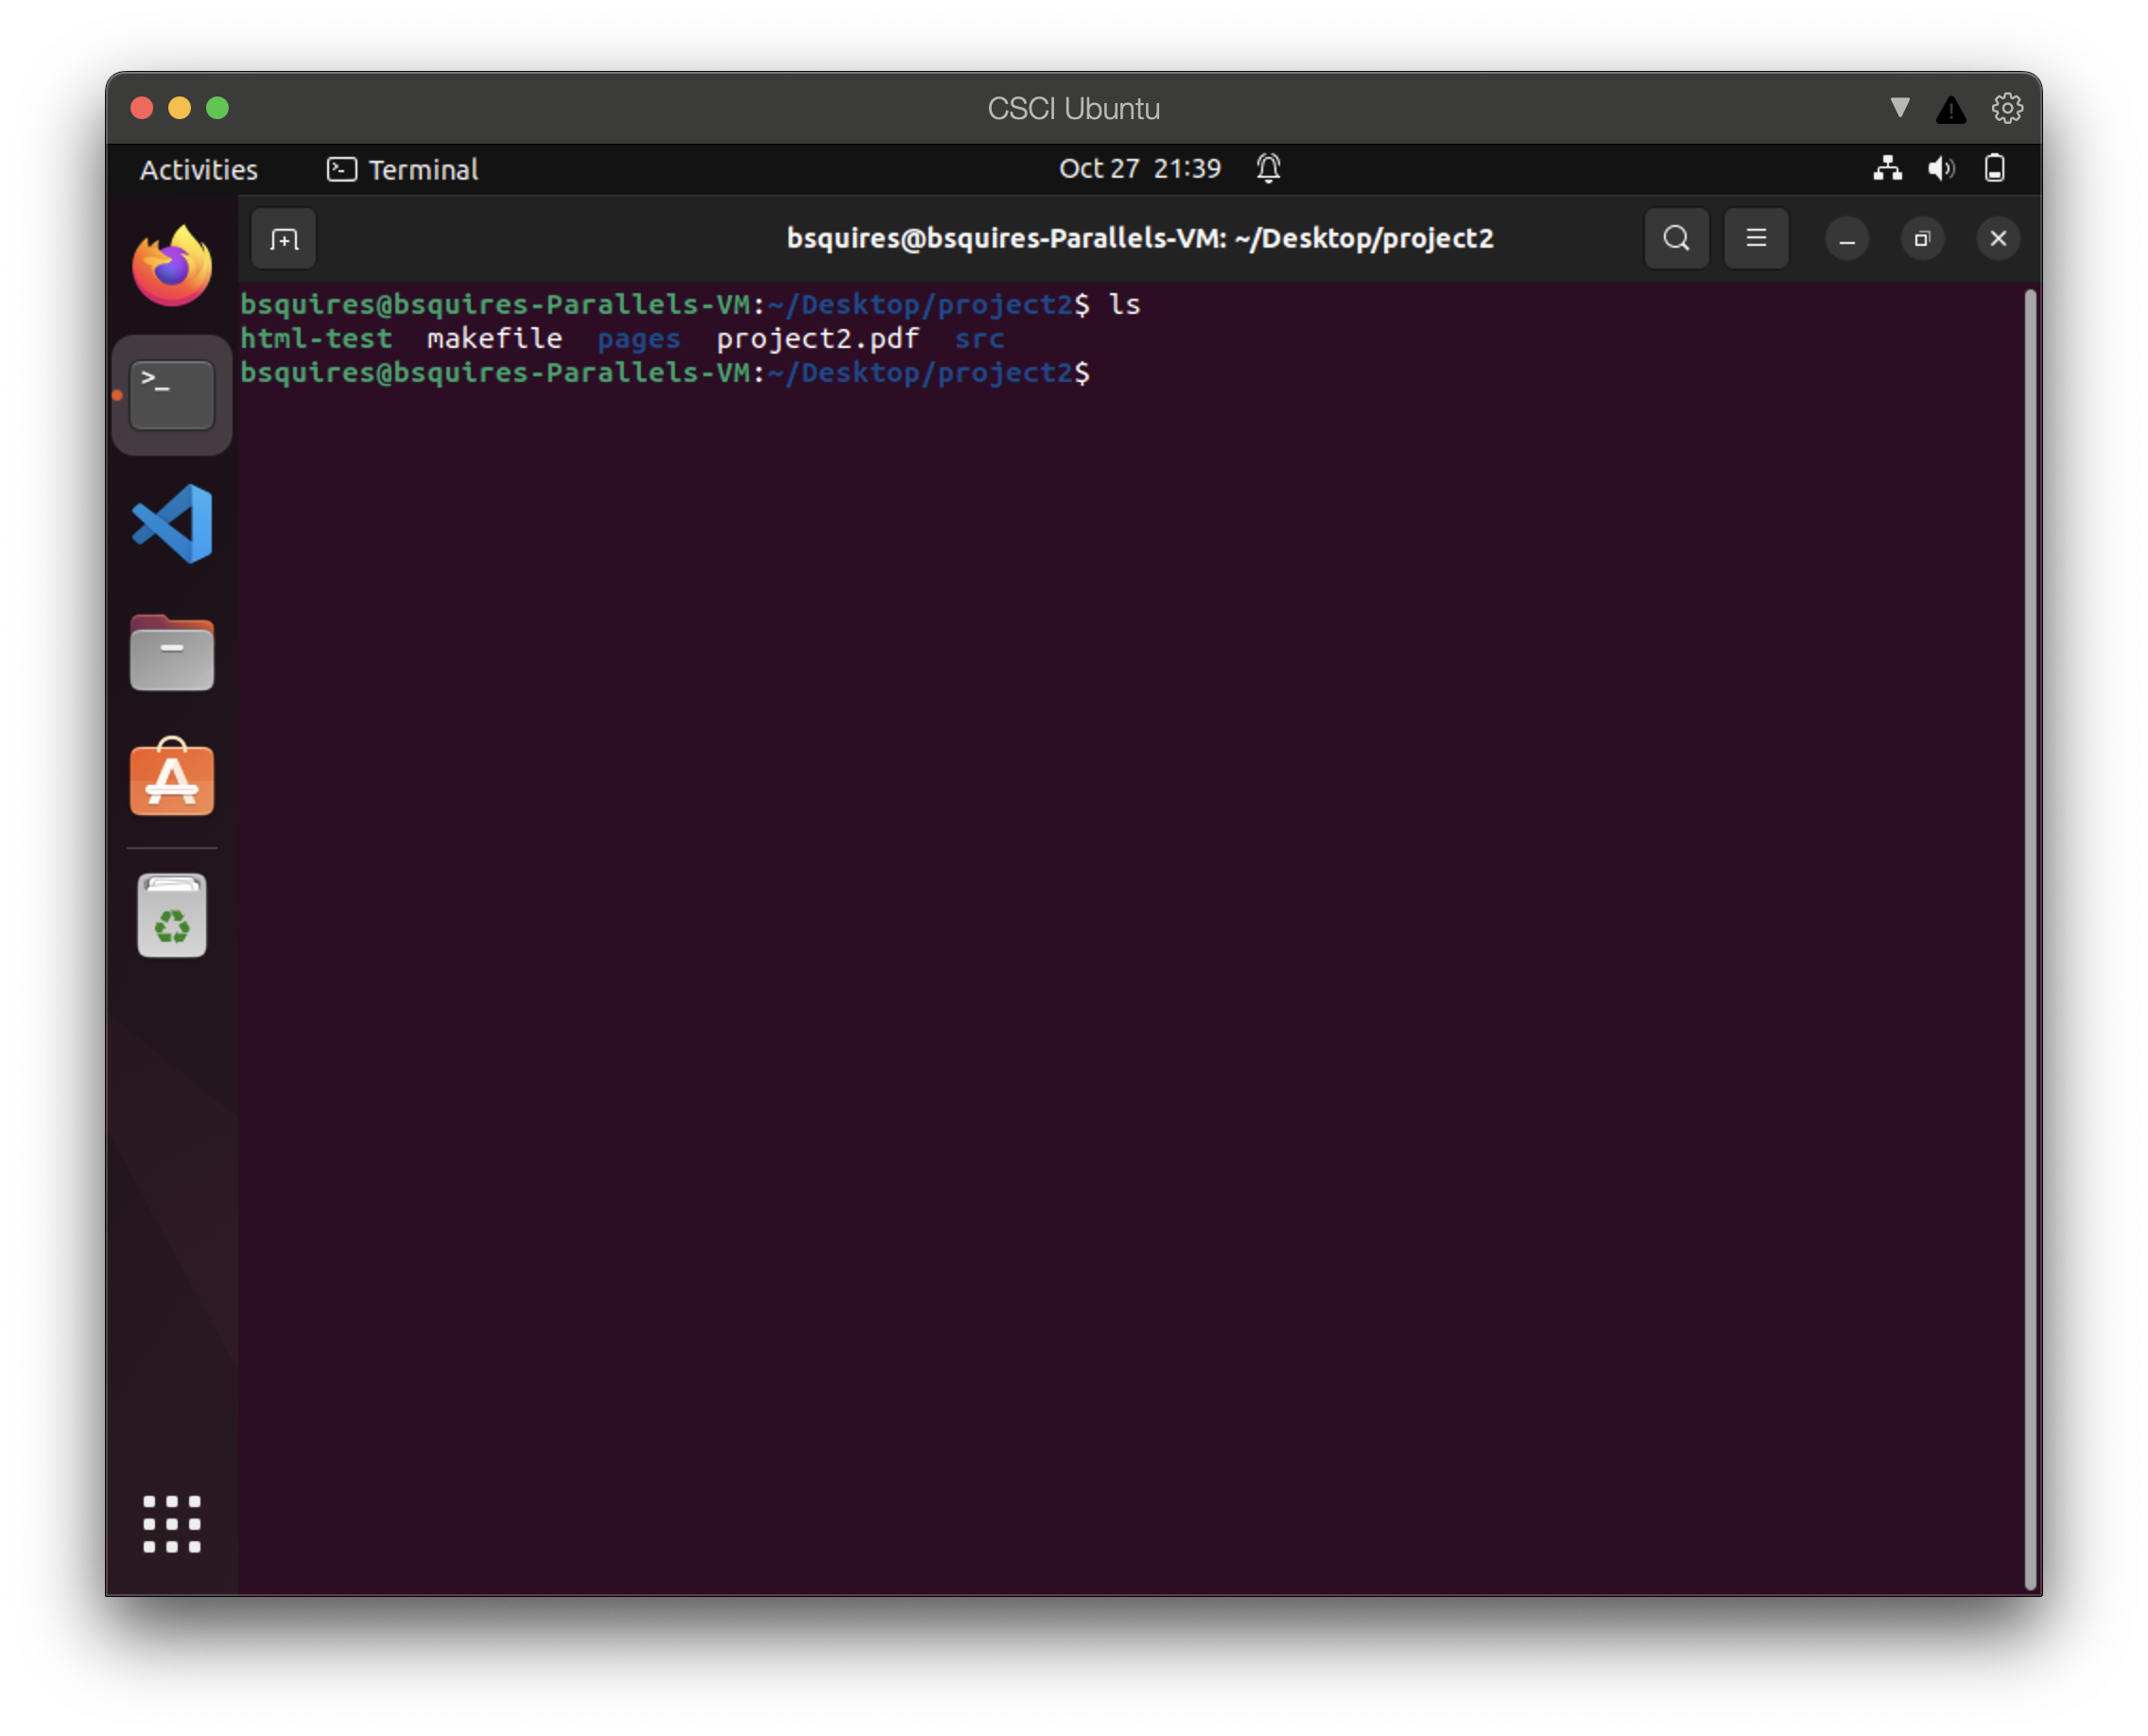 CSCI Ubuntu
Activities Terminal Oct 27 21:39
bsquires@bsquires-Parallels-VM: ~/Desktop/project2
bsquires@bsquires-Parallels-VM:~/Desktop/project2$ ls
html-test makefile pages project2.pdf src
bsquires@bsquires-Parallels-VM:~/Desktop/project2$